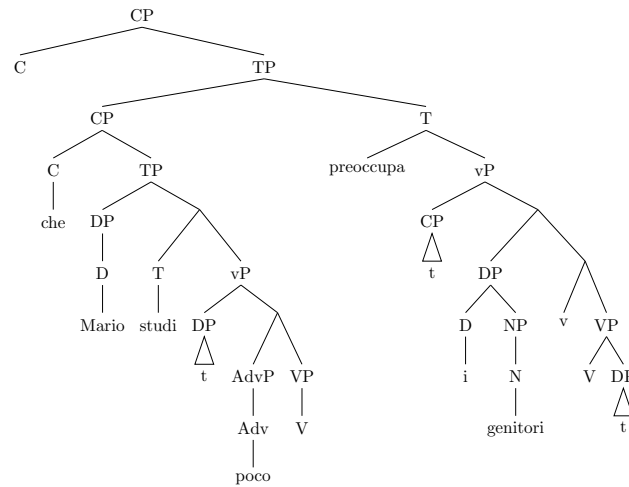 CP
C TP
CP T
C TP preoccupa vP
che DP CP
D T vP t DP
Mario studi DP D NP v VP
t AdvP VP i N V DP
Adv V genitori t
poco